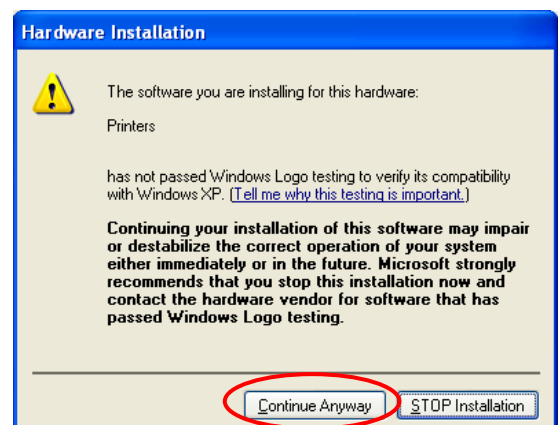 Hardware Installation
The software you are installing for this hardware:
Printers
has not passed Windows Logo testing to verify its compatibility
with Windows XP. (Tell me why this testing is important.)
Continuing your installation of this software may impair
or destabilize the correct operation of your system
either immediately or in the future. Microsoft strongly
recommends that you stop this installation now and
contact the hardware vendor for software that has
passed Windows Logo testing.
Continue Anyway
STOP Installation